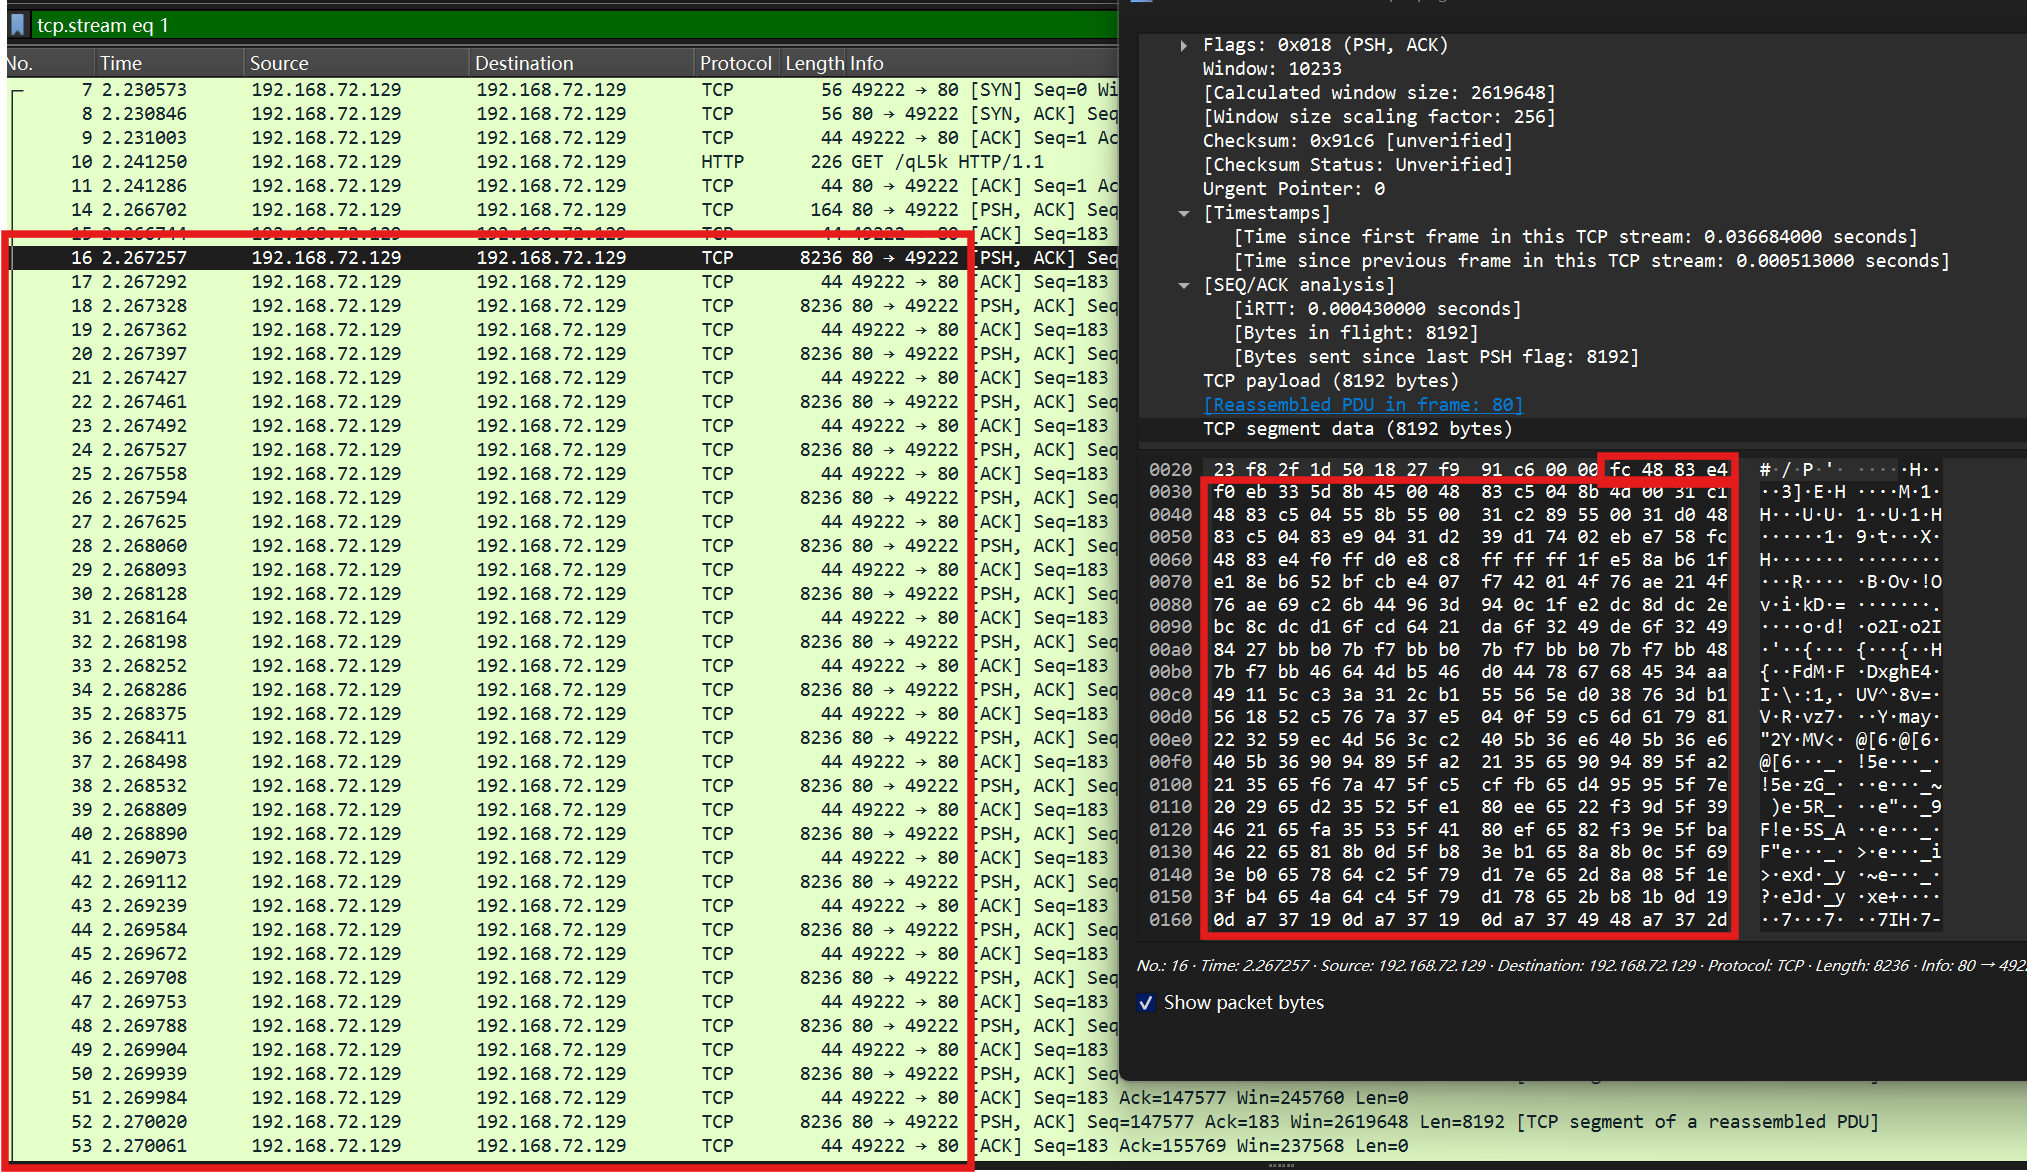 tcp.stream eq 1
No. Time Source Destination Protocol Length Info
7 2.230573 192.168.72.129 192.168.72.129 TCP 56 49222 → 80 [SYN] Seq=0 Wi
8 2.230846 192.168.72.129 192.168.72.129 TCP 56 80 → 49222 [SYN, ACK] Seq
9 2.231003 192.168.72.129 192.168.72.129 TCP 44 49222 → 80 [ACK] Seq=1 Ac
10 2.241250 192.168.72.129 192.168.72.129 HTTP 226 GET /qL5k HTTP/1.1
11 2.241286 192.168.72.129 192.168.72.129 TCP 44 80 → 49222 [ACK] Seq=1 Ac
14 2.266702 192.168.72.129 192.168.72.129 TCP 164 80 → 49222 [PSH, ACK] Seq
15 2.266744 192.168.72.129 192.168.72.129 TCP 44 49222 → 80 [ACK] Seq=183
16 2.267257 192.168.72.129 192.168.72.129 TCP 8236 80 → 49222 [PSH, ACK] Seq
17 2.267292 192.168.72.129 192.168.72.129 TCP 44 49222 → 80 [ACK] Seq=183
18 2.267328 192.168.72.129 192.168.72.129 TCP 8236 80 → 49222 [PSH, ACK] Seq
19 2.267362 192.168.72.129 192.168.72.129 TCP 44 49222 → 80 [ACK] Seq=183
20 2.267397 192.168.72.129 192.168.72.129 TCP 8236 80 → 49222 [PSH, ACK] Seq
21 2.267427 192.168.72.129 192.168.72.129 TCP 44 49222 → 80 [ACK] Seq=183
22 2.267461 192.168.72.129 192.168.72.129 TCP 8236 80 → 49222 [PSH, ACK] Seq
23 2.267492 192.168.72.129 192.168.72.129 TCP 44 49222 → 80 [ACK] Seq=183
24 2.267527 192.168.72.129 192.168.72.129 TCP 8236 80 → 49222 [PSH, ACK] Seq
25 2.267558 192.168.72.129 192.168.72.129 TCP 44 49222 → 80 [ACK] Seq=183
26 2.267594 192.168.72.129 192.168.72.129 TCP 8236 80 → 49222 [PSH, ACK] Seq
27 2.267625 192.168.72.129 192.168.72.129 TCP 44 49222 → 80 [ACK] Seq=183
28 2.268060 192.168.72.129 192.168.72.129 TCP 8236 80 → 49222 [PSH, ACK] Seq
29 2.268093 192.168.72.129 192.168.72.129 TCP 44 49222 → 80 [ACK] Seq=183
30 2.268128 192.168.72.129 192.168.72.129 TCP 8236 80 → 49222 [PSH, ACK] Seq
31 2.268164 192.168.72.129 192.168.72.129 TCP 44 49222 → 80 [ACK] Seq=183
32 2.268198 192.168.72.129 192.168.72.129 TCP 8236 80 → 49222 [PSH, ACK] Seq
33 2.268252 192.168.72.129 192.168.72.129 TCP 44 49222 → 80 [ACK] Seq=183
34 2.268286 192.168.72.129 192.168.72.129 TCP 8236 80 → 49222 [PSH, ACK] Seq
35 2.268375 192.168.72.129 192.168.72.129 TCP 44 49222 → 80 [ACK] Seq=183
36 2.268411 192.168.72.129 192.168.72.129 TCP 8236 80 → 49222 [PSH, ACK] Seq
37 2.268498 192.168.72.129 192.168.72.129 TCP 44 49222 → 80 [ACK] Seq=183
38 2.268532 192.168.72.129 192.168.72.129 TCP 8236 80 → 49222 [PSH, ACK] Seq
39 2.268809 192.168.72.129 192.168.72.129 TCP 44 49222 → 80 [ACK] Seq=183
40 2.268890 192.168.72.129 192.168.72.129 TCP 8236 80 → 49222 [PSH, ACK] Seq
41 2.269073 192.168.72.129 192.168.72.129 TCP 44 49222 → 80 [ACK] Seq=183
42 2.269112 192.168.72.129 192.168.72.129 TCP 8236 80 → 49222 [PSH, ACK] Seq
43 2.269239 192.168.72.129 192.168.72.129 TCP 44 49222 → 80 [ACK] Seq=183
44 2.269584 192.168.72.129 192.168.72.129 TCP 8236 80 → 49222 [PSH, ACK] Seq
45 2.269672 192.168.72.129 192.168.72.129 TCP 44 49222 → 80 [ACK] Seq=183
46 2.269708 192.168.72.129 192.168.72.129 TCP 8236 80 → 49222 [PSH, ACK] Seq
47 2.269753 192.168.72.129 192.168.72.129 TCP 44 49222 → 80 [ACK] Seq=183
48 2.269788 192.168.72.129 192.168.72.129 TCP 8236 80 → 49222 [PSH, ACK] Seq
49 2.269904 192.168.72.129 192.168.72.129 TCP 44 49222 → 80 [ACK] Seq=183
50 2.269939 192.168.72.129 192.168.72.129 TCP 8236 80 → 49222 [PSH, ACK] Seq
51 2.269984 192.168.72.129 192.168.72.129 TCP 44 49222 → 80 [ACK] Seq=183 Ack=147577 Win=245760 Len=0
52 2.270020 192.168.72.129 192.168.72.129 TCP 8236 80 → 49222 [PSH, ACK] Seq=147577 Ack=183 Win=2619648 Len=8192 [TCP segment of a reassembled PDU]
53 2.270061 192.168.72.129 192.168.72.129 TCP 44 49222 → 80 [ACK] Seq=183 Ack=155769 Win=237568 Len=0
Flags: 0x018 (PSH, ACK)
Window: 10233
[Calculated window size: 2619648]
[Window size scaling factor: 256]
Checksum: 0x91c6 [unverified]
[Checksum Status: Unverified]
Urgent Pointer: 0
[Timestamps]
[Time since first frame in this TCP stream: 0.036684000 seconds]
[Time since previous frame in this TCP stream: 0.000513000 seconds]
[SEQ/ACK analysis]
[iRTT: 0.000430000 seconds]
[Bytes in flight: 8192]
[Bytes sent since last PSH flag: 8192]
TCP payload (8192 bytes)
[Reassembled PDU in frame: 80]
TCP segment data (8192 bytes)
0020 23 f8 2f 1d 50 18 27 f9 91 c6 00 00 fc 48 83 e4 #·/·P·'· ·····H··
0030 f0 eb 33 5d 8b 45 00 48 83 c5 04 8b 4d 00 31 c1 ··3]·E·H ····M·1·
0040 48 83 c5 04 55 8b 55 00 31 c2 89 55 00 31 d0 48 H···U·U· 1··U·1·H
0050 83 c5 04 83 e9 04 31 d2 39 d1 74 02 eb e7 58 fc ······1· 9·t···X·
0060 48 83 e4 f0 ff d0 e8 c8 ff ff ff 1f e5 8a b6 1f H······· ········
0070 e1 8e b6 52 bf cb e4 07 f7 42 01 4f 76 ae 21 4f ···R···· ·B·Ov·!O
0080 76 ae 69 c2 6b 44 96 3d 94 0c 1f e2 dc 8d dc 2e v·i·kD·= ·······.
0090 bc 8c dc d1 6f cd 64 21 da 6f 32 49 de 6f 32 49 ····o·d! ·o2I·o2I
00a0 84 27 bb b0 7b f7 bb b0 7b f7 bb b0 7b f7 bb 48 ·'··{··· {···{··H
00b0 7b f7 bb 46 64 4d b5 46 d0 44 78 67 68 45 34 aa {··FdM·F ·DxghE4·
00c0 49 11 5c c3 3a 31 2c b1 55 56 5e d0 38 76 3d b1 I·\·:1,· UV^·8v=·
00d0 56 18 52 c5 76 7a 37 e5 04 0f 59 c5 6d 61 79 81 V·R·vz7· ··Y·may·
00e0 22 32 59 ec 4d 56 3c c2 40 5b 36 e6 40 5b 36 e6 "2Y·MV<· @[6·@[6·
00f0 40 5b 36 90 94 89 5f a2 21 35 65 90 94 89 5f a2 @[6···_· !5e···_·
0100 21 35 65 f6 7a 47 5f c5 cf fb 65 d4 95 95 5f 7e !5e·zG_· ··e···_~
0110 20 29 65 d2 35 52 5f e1 80 ee 65 22 f3 9d 5f 39 )e·5R_· ··e"··_9
0120 46 21 65 fa 35 53 5f 41 80 ef 65 82 f3 9e 5f ba F!e·5S_A ··e···_·
0130 46 22 65 81 8b 0d 5f b8 3e b1 65 8a 8b 0c 5f 69 F"e···_· >·e···_i
0140 3e b0 65 78 64 c2 5f 79 d1 7e 65 2d 8a 08 5f 1e >·exd·_y ·~e-··_·
0150 3f b4 65 4a 64 c4 5f 79 d1 78 65 2b b8 1b 0d 19 ?·eJd·_y ·xe+····
0160 0d a7 37 19 0d a7 37 19 0d a7 37 49 48 a7 37 2d ··7···7· ··7IH·7-
No.: 16 · Time: 2.267257 · Source: 192.168.72.129 · Destination: 192.168.72.129 · Protocol: TCP · Length: 8236 · Info: 80 → 492
Show packet bytes